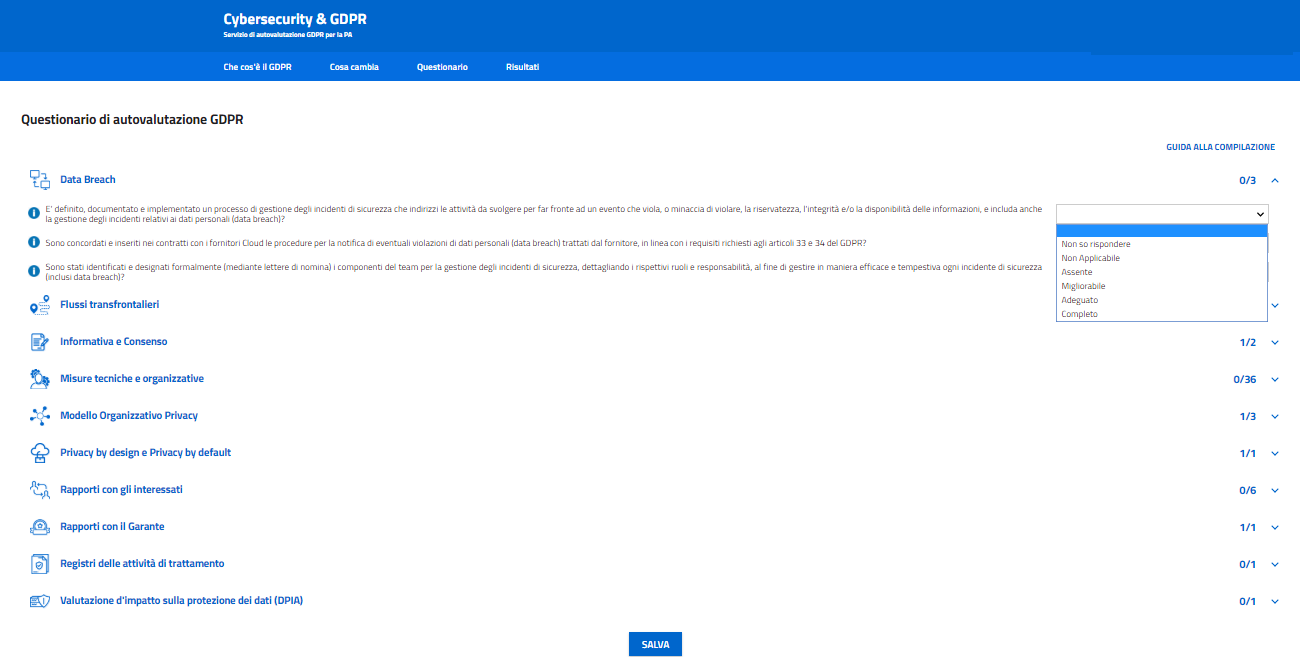 Cybersecurity & GDPR
Servizio di autovalutazione GDPR per la PA
Che cos'è il GDPR
Cosa cambia
Questionario
Risultati
Questionario di autovalutazione GDPR
GUIDA ALLA COMPILAZIONE
Data Breach
0/3
E' definito, documentato e implementato un processo di gestione degli incidenti di sicurezza che indirizzi le attività da svolgere per far fronte ad un evento che viola, o minaccia di violare, la riservatezza, l'integrità e/o la disponibilità delle informazioni, e includa anche
la gestione degli incidenti relativi ai dati personali (data breach)?
Sono concordati e inseriti nei contratti con i fornitori Cloud le procedure per la notifica di eventuali violazioni di dati personali (data breach) trattati dal fornitore, in linea con i requisiti richiesti agli articoli 33 e 34 del GDPR?
Sono stati identificati e designati formalmente (mediante lettere di nomina) i componenti del team per la gestione degli incidenti di sicurezza, dettagliando i rispettivi ruoli e responsabilità, al fine di gestire in maniera efficace e tempestiva ogni incidente di sicurezza
(inclusi data breach)?
Non so rispondere
Non Applicabile
Assente
Migliorabile
Adeguato
Completo
Flussi transfrontalieri
Informativa e Consenso
1/2
Misure tecniche e organizzative
0/36
Modello Organizzativo Privacy
1/3
Privacy by design e Privacy by default
1/1
Rapporti con gli interessati
0/6
Rapporti con il Garante
1/1
Registri delle attività di trattamento
0/1
Valutazione d'impatto sulla protezione dei dati (DPIA)
0/1
SALVA